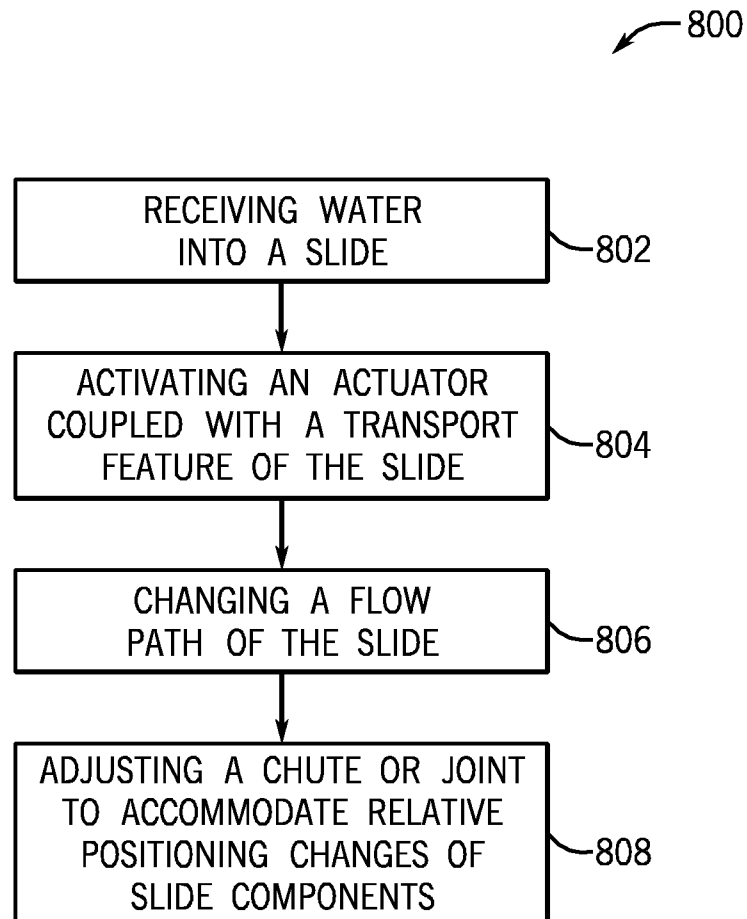 800
RECEIVING WATER
INTO A SLIDE
802
ACTIVATING AN ACTUATOR
COUPLED WITH A TRANSPORT
FEATURE OF THE SLIDE
804
CHANGING A FLOW
PATH OF THE SLIDE
806
ADJUSTING A CHUTE OR JOINT
TO ACCOMMODATE RELATIVE
POSITIONING CHANGES OF
SLIDE COMPONENTS
808